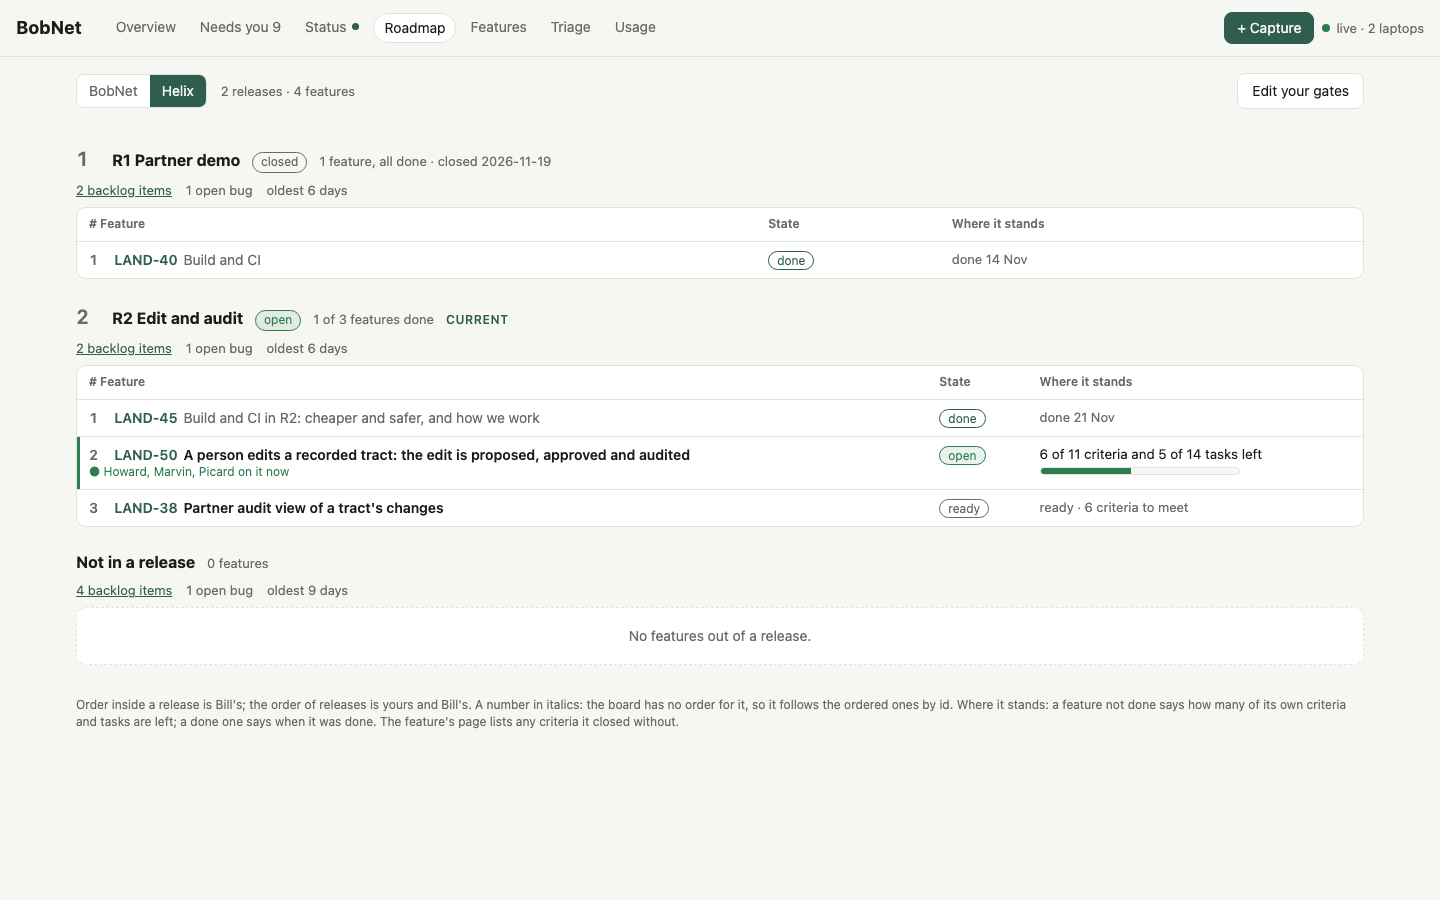 BobNet Overview Needs you 9 Status Roadmap Features Triage Usage + Capture live · 2 laptops
BobNet Helix 2 releases · 4 features Edit your gates
1 R1 Partner demo closed 1 feature, all done · closed 2026-11-19
2 backlog items 1 open bug oldest 6 days
# Feature State Where it stands
1 LAND-40 Build and CI done done 14 Nov
2 R2 Edit and audit open 1 of 3 features done CURRENT
2 backlog items 1 open bug oldest 6 days
# Feature State Where it stands
1 LAND-45 Build and CI in R2: cheaper and safer, and how we work done done 21 Nov
2 LAND-50 A person edits a recorded tract: the edit is proposed, approved and audited open 6 of 11 criteria and 5 of 14 tasks left
Howard, Marvin, Picard on it now
3 LAND-38 Partner audit view of a tract's changes ready ready · 6 criteria to meet
Not in a release 0 features
4 backlog items 1 open bug oldest 9 days
No features out of a release.
Order inside a release is Bill's; the order of releases is yours and Bill's. A number in italics: the board has no order for it, so it follows the ordered ones by id. Where it stands: a feature not done says how many of its own criteria
and tasks are left; a done one says when it was done. The feature's page lists any criteria it closed without.